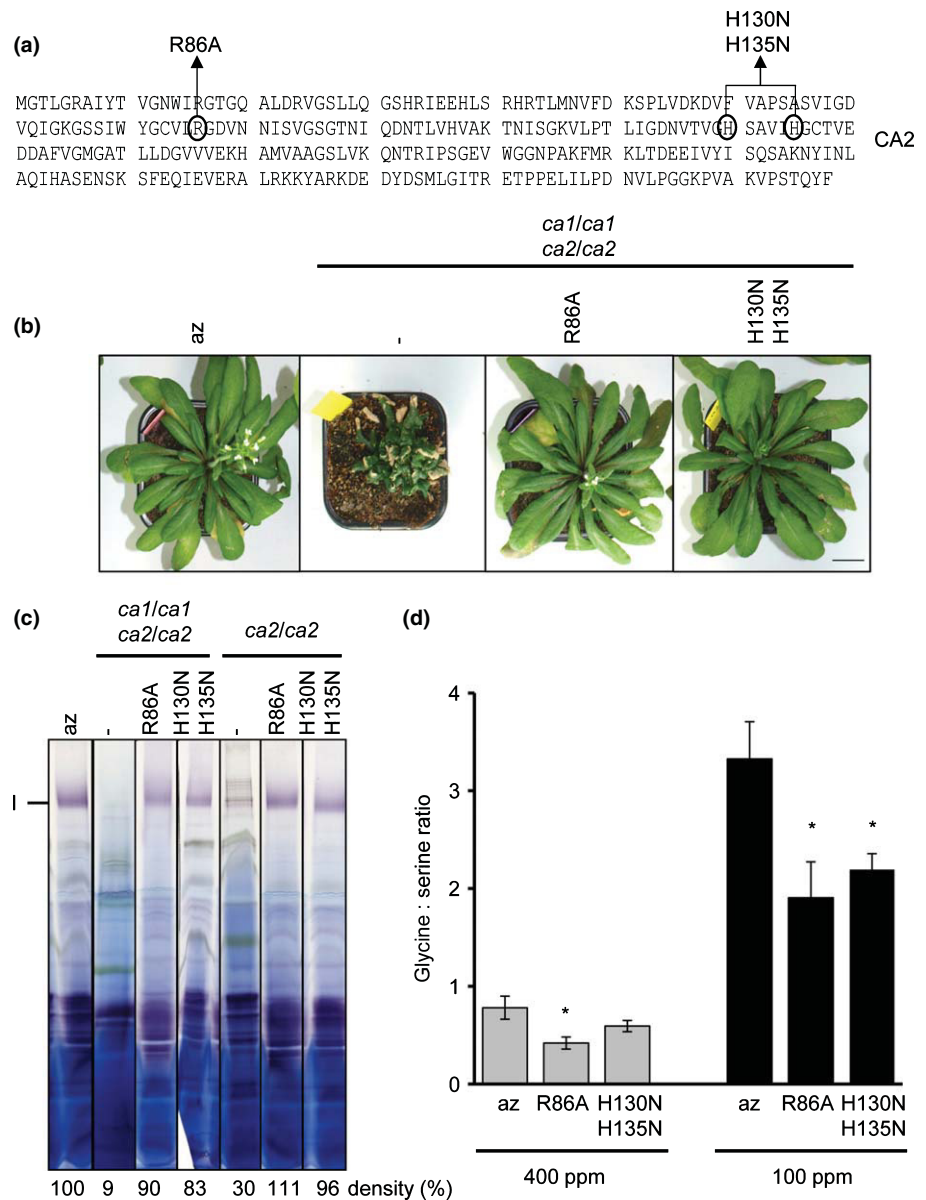 (a)
R86A
H130N
H135N
MGTLGRAIYT VGNWIRGTGQ ALDRVGSLLQ GSHRIEEHLS RHRTLMNVFD KSPLVDKDVF VAPSASVIGD
VQIGKGSSIW YGCVLRGDVN NISVGSGTNI QDNTLVHVAK TNISGKVLPT LIGDNVTVGH SAVIHGCTVE
DDAFVGMGAT LLDGVVVEKH AMVAAGSLVK QNTRIPSGEV WGGNPAKFMR KLTDEEIVYI SQSAKNYINL
AQIHASENSK SFEQIEVERA LRKKYARKDE DYDSMLGITR ETPPELILPD NVLPGGKPVA KVPSTQYF
CA2
ca1/ca1
ca2/ca2
(b)
az
-
R86A
H130N
H135N
(c)
ca1/ca1
ca2/ca2
ca2/ca2
az
-
R86A
H130N
H135N
-
R86A
H130N
H135N
I
100 9 90 83 30 111 96 density (%)
(d)
Glycine : serine ratio
4
3
2
1
0
*
*
*
az R86A H130N
H135N
az R86A H130N
H135N
400 ppm
100 ppm